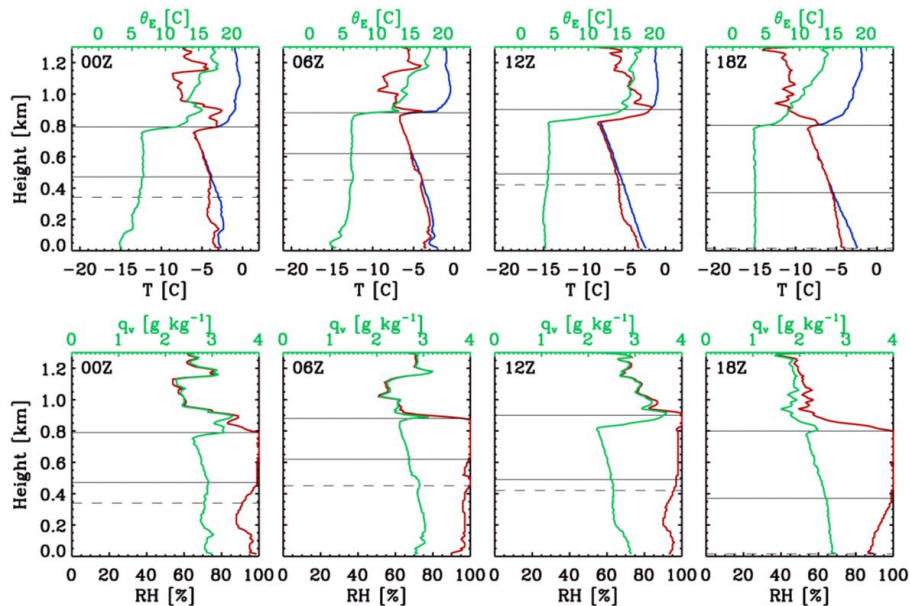 θE [C] θE [C] θE [C] θE [C]
0 5 10 15 20 0 5 10 15 20 0 5 10 15 20 0 5 10 15 20
00Z 06Z 12Z 18Z
1.2
1.0
0.8
0.6
0.4
0.2
0.0
Height [km]
-20 -15 -10 -5 0 -20 -15 -10 -5 0 -20 -15 -10 -5 0 -20 -15 -10 -5 0
T [C] T [C] T [C] T [C]
qv [g kg-1] qv [g kg-1] qv [g kg-1] qv [g kg-1]
0 1 2 3 4 0 1 2 3 4 0 1 2 3 4 0 1 2 3 4
00Z 06Z 12Z 18Z
1.2
1.0
0.8
0.6
0.4
0.2
0.0
Height [km]
0 20 40 60 80 100 0 20 40 60 80 100 0 20 40 60 80 100 0 20 40 60 80 100
RH [%] RH [%] RH [%] RH [%]